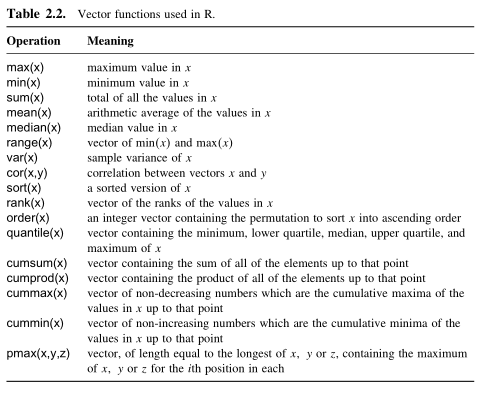 Table 2.2. Vector functions used in R.
Operation Meaning
max(x) maximum value in x
min(x) minimum value in x
sum(x) total of all the values in x
mean(x) arithmetic average of the values in x
median(x) median value in x
range(x) vector of min(x) and max(x)
var(x) sample variance of x
cor(x,y) correlation between vectors x and y
sort(x) a sorted version of x
rank(x) vector of the ranks of the values in x
order(x) an integer vector containing the permutation to sort x into ascending order
quantile(x) vector containing the minimum, lower quartile, median, upper quartile, and
maximum of x
cumsum(x) vector containing the sum of all of the elements up to that point
cumprod(x) vector containing the product of all of the elements up to that point
cummax(x) vector of non-decreasing numbers which are the cumulative maxima of the
values in x up to that point
cummin(x) vector of non-increasing numbers which are the cumulative minima of the
values in x up to that point
pmax(x,y,z) vector, of length equal to the longest of x, y or z, containing the maximum
of x, y or z for the ith position in each